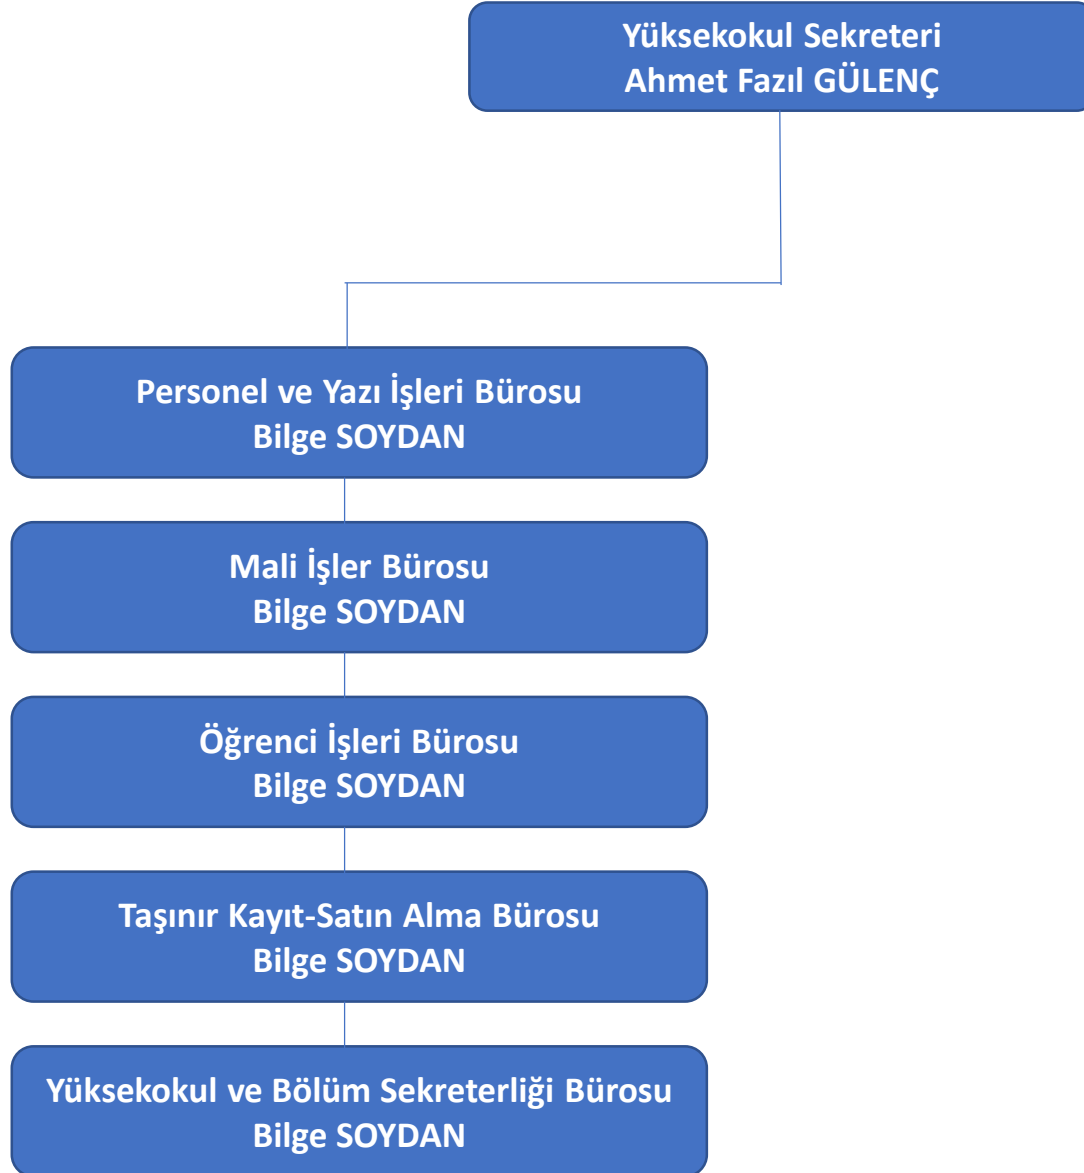 Yüksekokul Sekreteri
Ahmet Fazıl GÜLENÇ
Personel ve Yazı İşleri Bürosu
Bilge SOYDAN
Mali İşler Bürosu
Bilge SOYDAN
Öğrenci İşleri Bürosu
Bilge SOYDAN
Taşınır Kayıt-Satın Alma Bürosu
Bilge SOYDAN
Yüksekokul ve Bölüm Sekreterliği Bürosu
Bilge SOYDAN